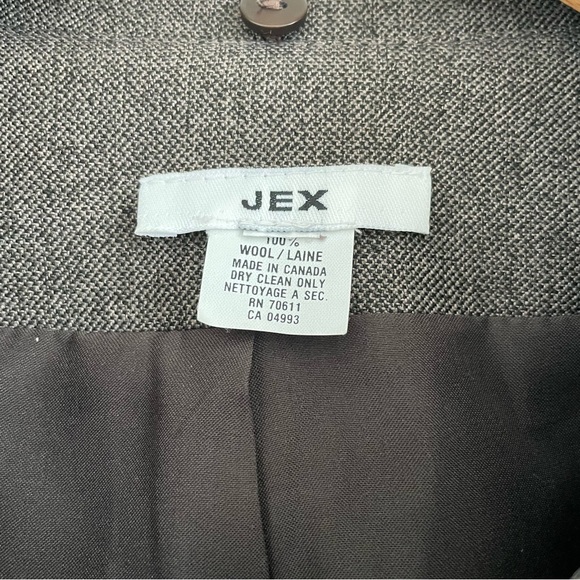 JEX
100%
WOOL/LAINE
MADE IN CANADA
DRY CLEAN ONLY
NETTOYAGE A SEC.
RN 70611
CA 04993